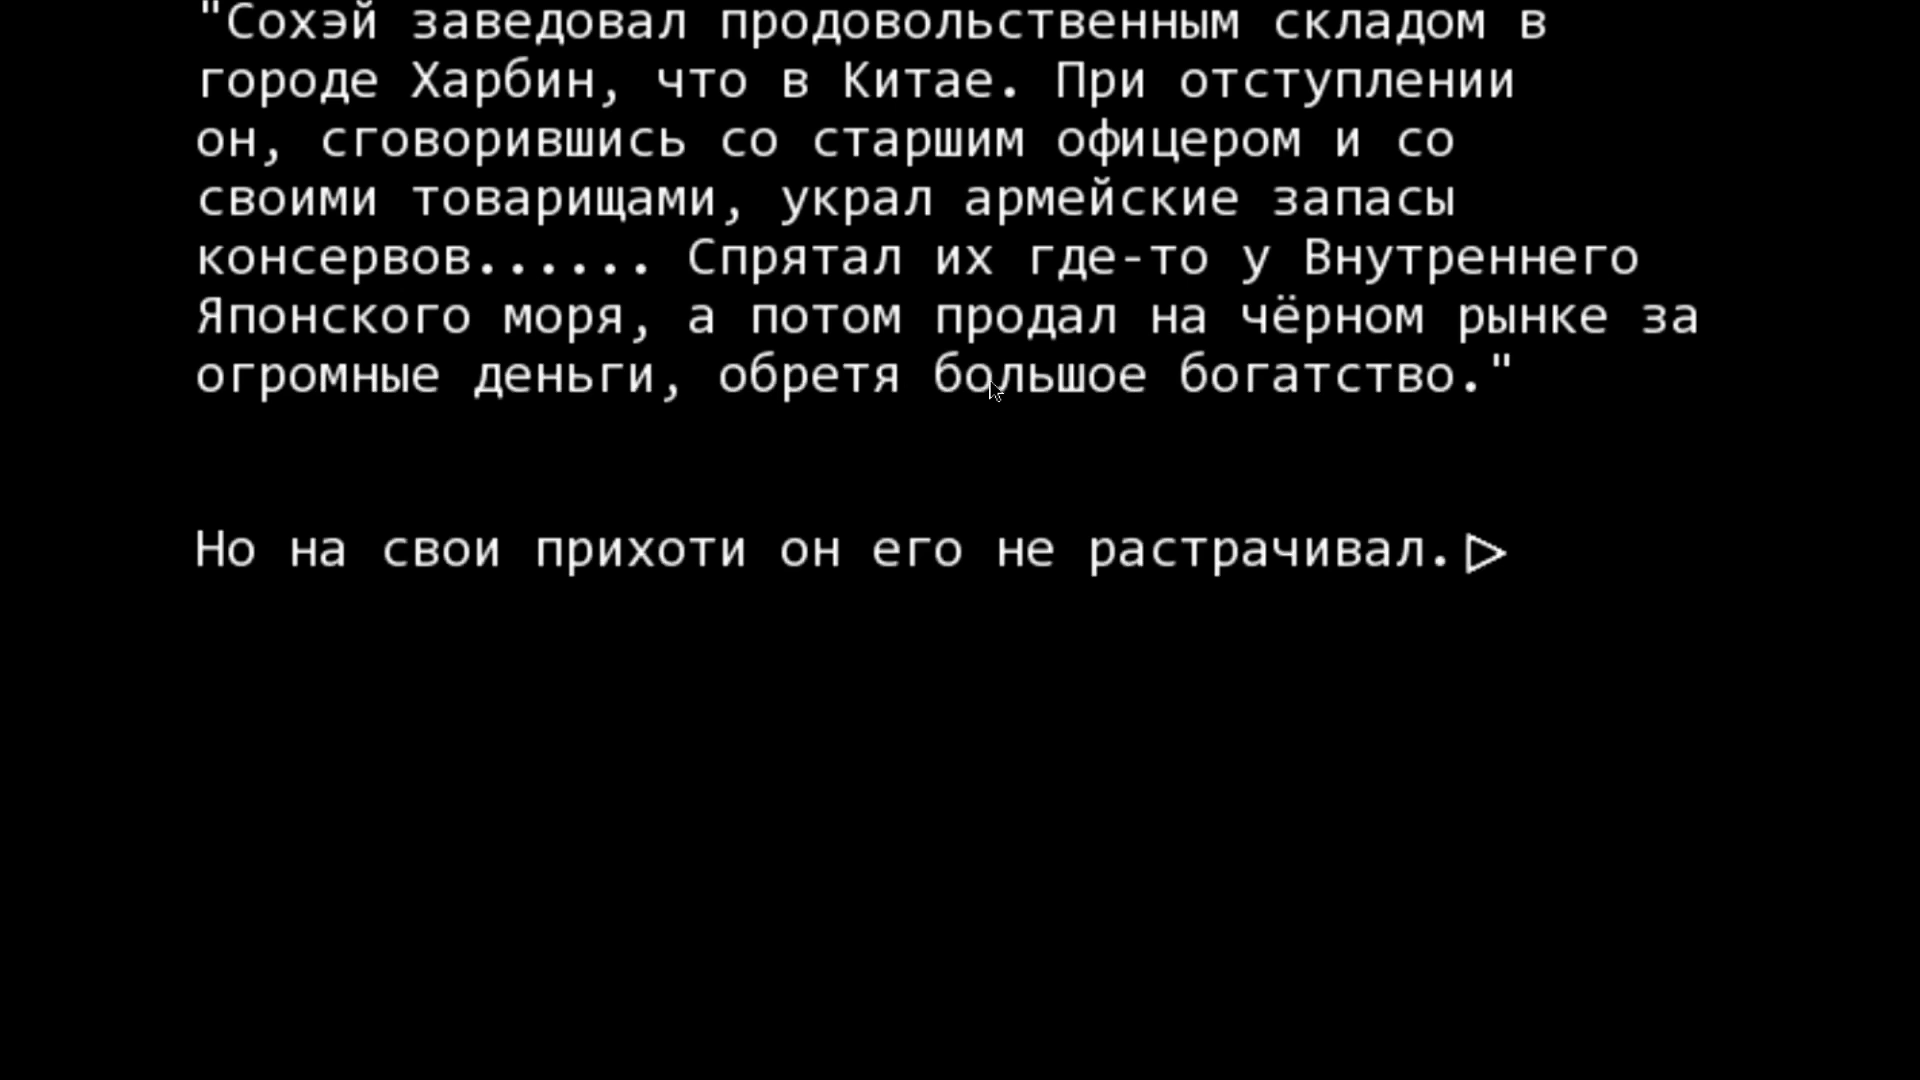 "Сохэй заведовал продовольственным складом в
городе Харбин, что в Китае. При отступлении
он, сговорившись со старшим офицером и со
своими товарищами, украл армейские запасы
консервов...... Спрятал их где-то у Внутреннего
Японского моря, а потом продал на чёрном рынке за
огромные деньги, обретя большое богатство."
Но на свои прихоти он его не растрачивал.